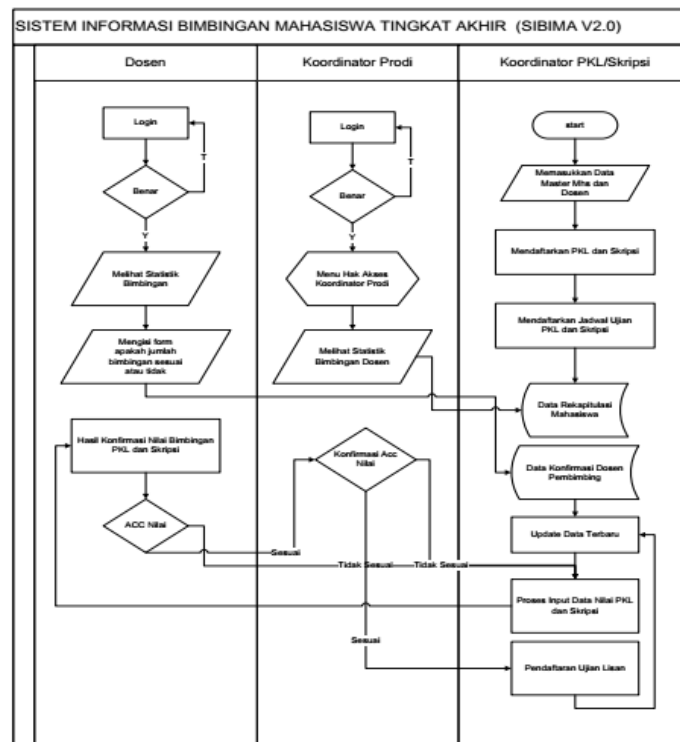 SISTEM INFORMASI BIMBINGAN MAHASISWA TINGKAT AKHIR (SIBIMA V2.0)
Dosen
Koordinator Prodi
Koordinator PKL/Skripsi
Login
T
Benar
Y
Melihat Statistik
Bimbingan
Mengisi form
apakah jumlah
bimbingan sesuai
atau tidak
Hasil Konfirmasi Nilai Bimbingan
PKL dan Skripsi
ACC Nilai
Sesuai
Tidak Sesuai
Login
T
Benar
Y
Menu Hak Akses
Koordinator Prodi
Melihat Statistik
Bimbingan Dosen
Konfirmasi Acc
Nilai
Tidak Sesuai
Sesuai
start
Memasukkan Data
Master Mhs dan
Dosen
Mendaftarkan PKL dan Skripsi
Mendaftarkan Jadwal Ujian
PKL dan Skripsi
Data Rekapitulasi
Mahasiswa
Data Konfirmasi Dosen
Pembimbing
Update Data Terbaru
Proses Input Data Nilai PKL
dan Skripsi
Pendaftaran Ujian Lisan